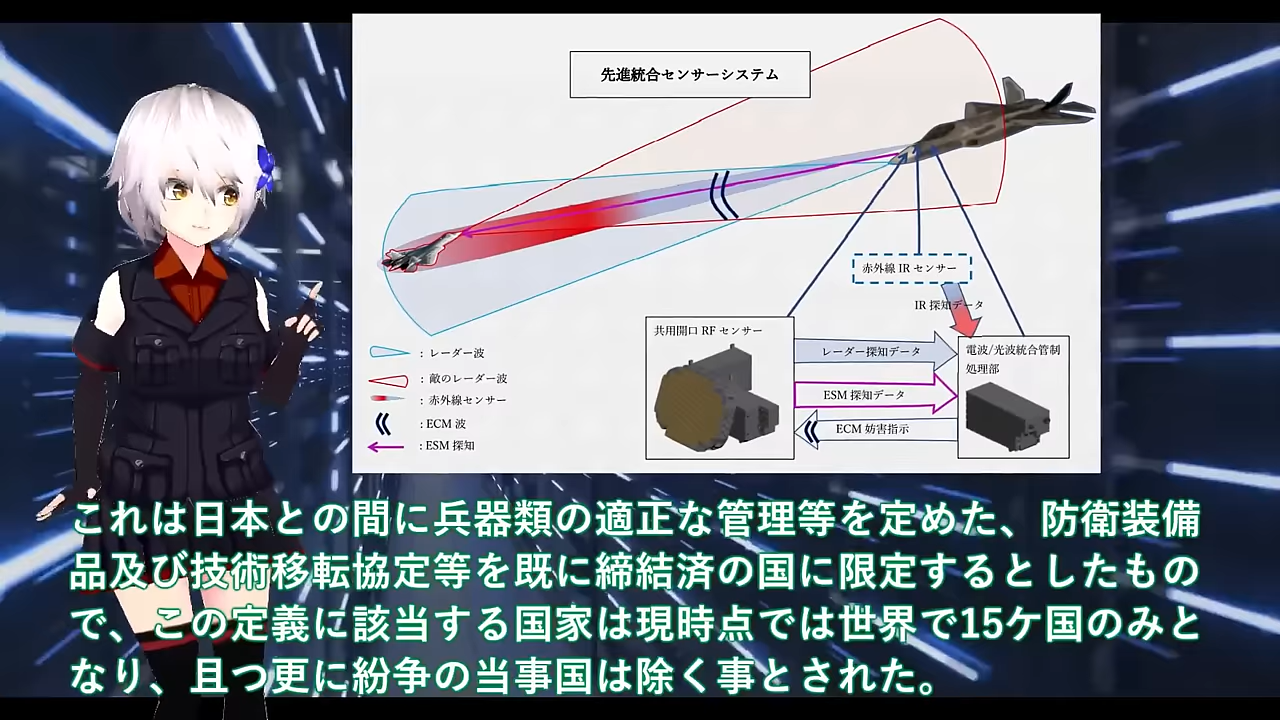 先進統合センサーシステム
赤外線 IR センサー
IR 探知データ
共用開口 RF センサー
レーダー探知データ
電波/光波統合管制
処理部
ESM 探知データ
ECM 妨害指示
：レーダー波
：敵のレーダー波
：赤外線センサー
：ECM 波
：ESM 探知
これは日本との間に兵器類の適正な管理等を定めた、防衛装備
品及び技術移転協定等を既に締結済の国に限定するとしたもの
で、この定義に該当する国家は現時点では世界で15ケ国のみと
なり、且つ更に紛争の当事国は除く事とされた。